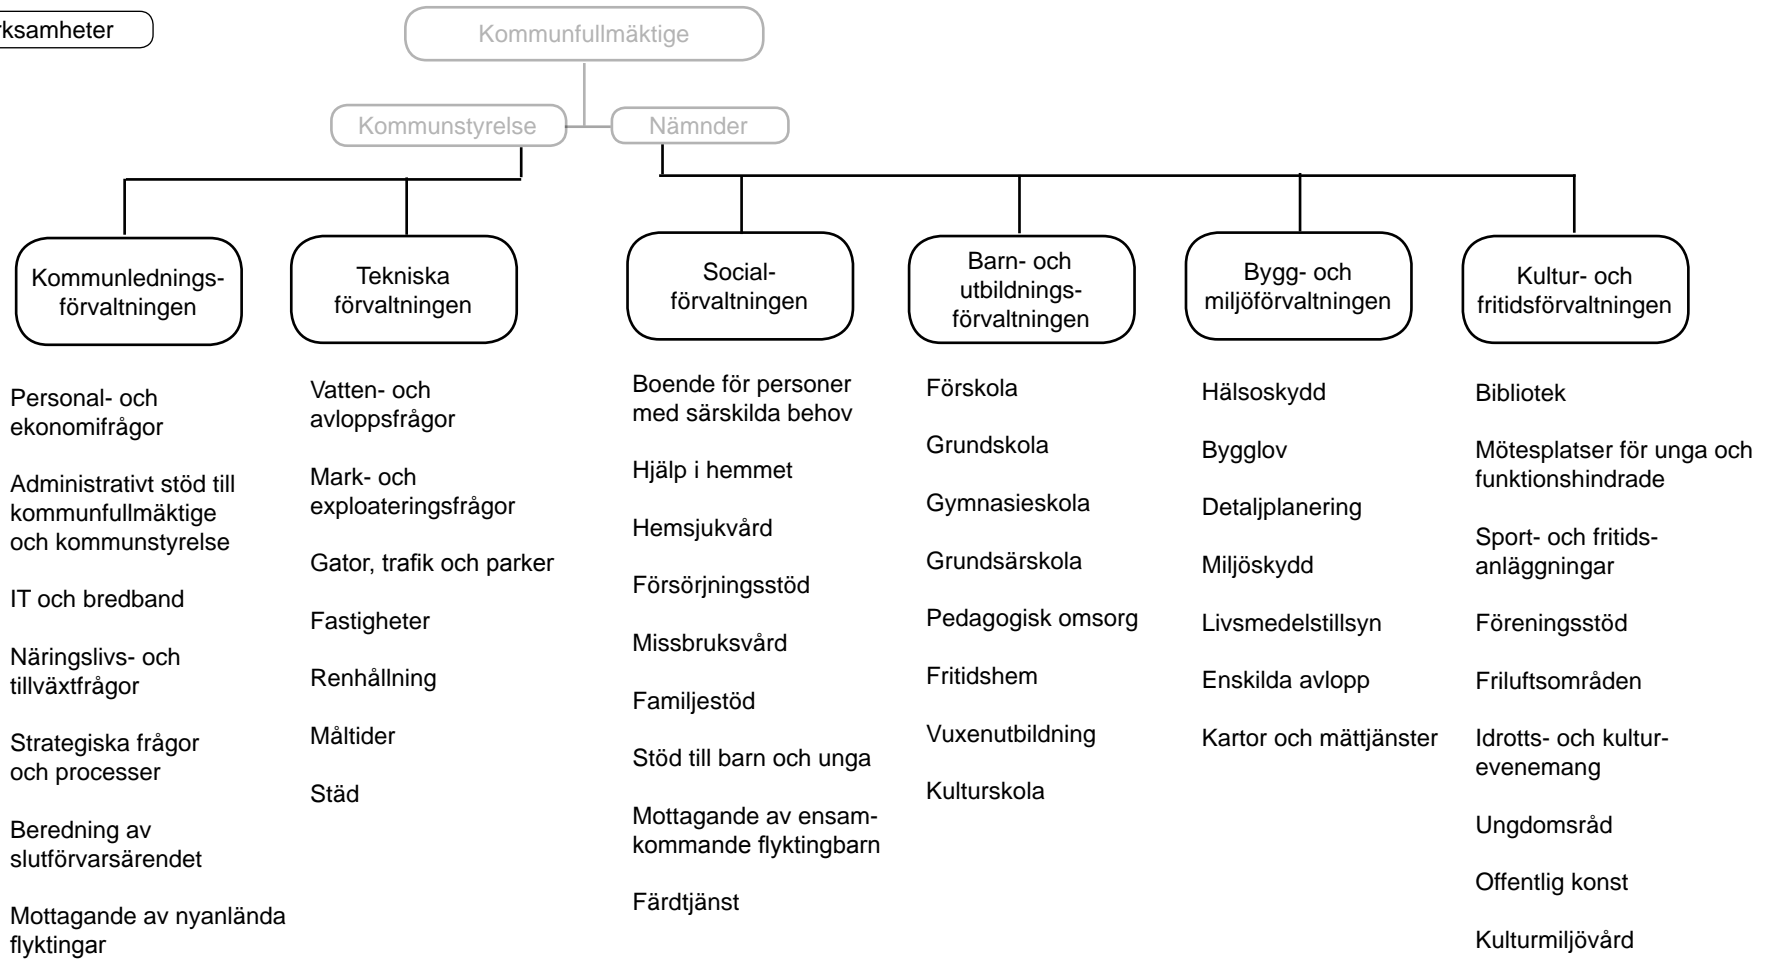 rksamheter
Kommunfullmäktige
Kommunstyrelse
Nämnder
Kommunlednings-
förvaltningen
Personal- och
ekonomifrågor
Administrativt stöd till
kommunfullmäktige
och kommunstyrelse
IT och bredband
Näringslivs- och
tillväxtfrågor
Strategiska frågor
och processer
Beredning av
slutförvarsärendet
Mottagande av nyanlända
flyktingar
Tekniska
förvaltningen
Vatten- och
avloppsfrågor
Mark- och
exploateringsfrågor
Gator, trafik och parker
Fastigheter
Renhållning
Måltider
Städ
Social-
förvaltningen
Boende för personer
med särskilda behov
Hjälp i hemmet
Hemsjukvård
Försörjningsstöd
Missbruksvård
Familjestöd
Stöd till barn och unga
Mottagande av ensam-
kommande flyktingbarn
Färdtjänst
Barn- och
utbildnings-
förvaltningen
Förskola
Grundskola
Gymnasieskola
Grundsärskola
Pedagogisk omsorg
Fritidshem
Vuxenutbildning
Kulturskola
Bygg- och
miljöförvaltningen
Hälsoskydd
Bygglov
Detaljplanering
Miljöskydd
Livsmedelstillsyn
Enskilda avlopp
Kartor och mättjänster
Kultur- och
fritidsförvaltningen
Bibliotek
Mötesplatser för unga och
funktionshindrade
Sport- och fritids-
anläggningar
Föreningsstöd
Friluftsområden
Idrotts- och kultur-
evenemang
Ungdomsråd
Offentlig konst
Kulturmiljövård